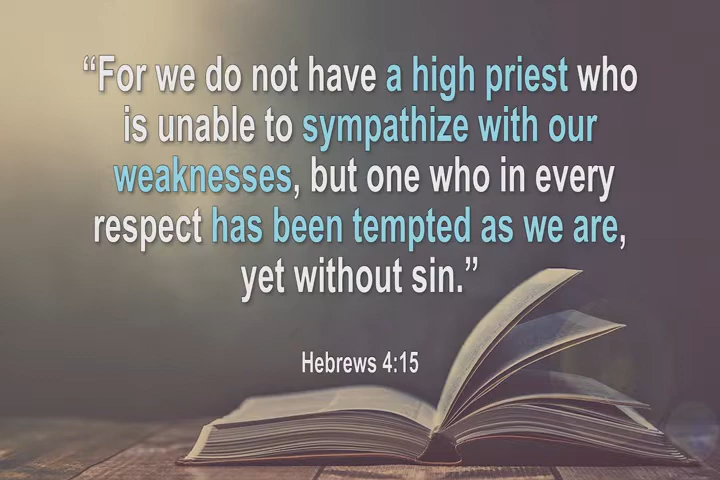 “For we do not have a high priest who
is unable to sympathize with our
weaknesses, but one who in every
respect has been tempted as we are,
yet without sin.”
Hebrews 4:15